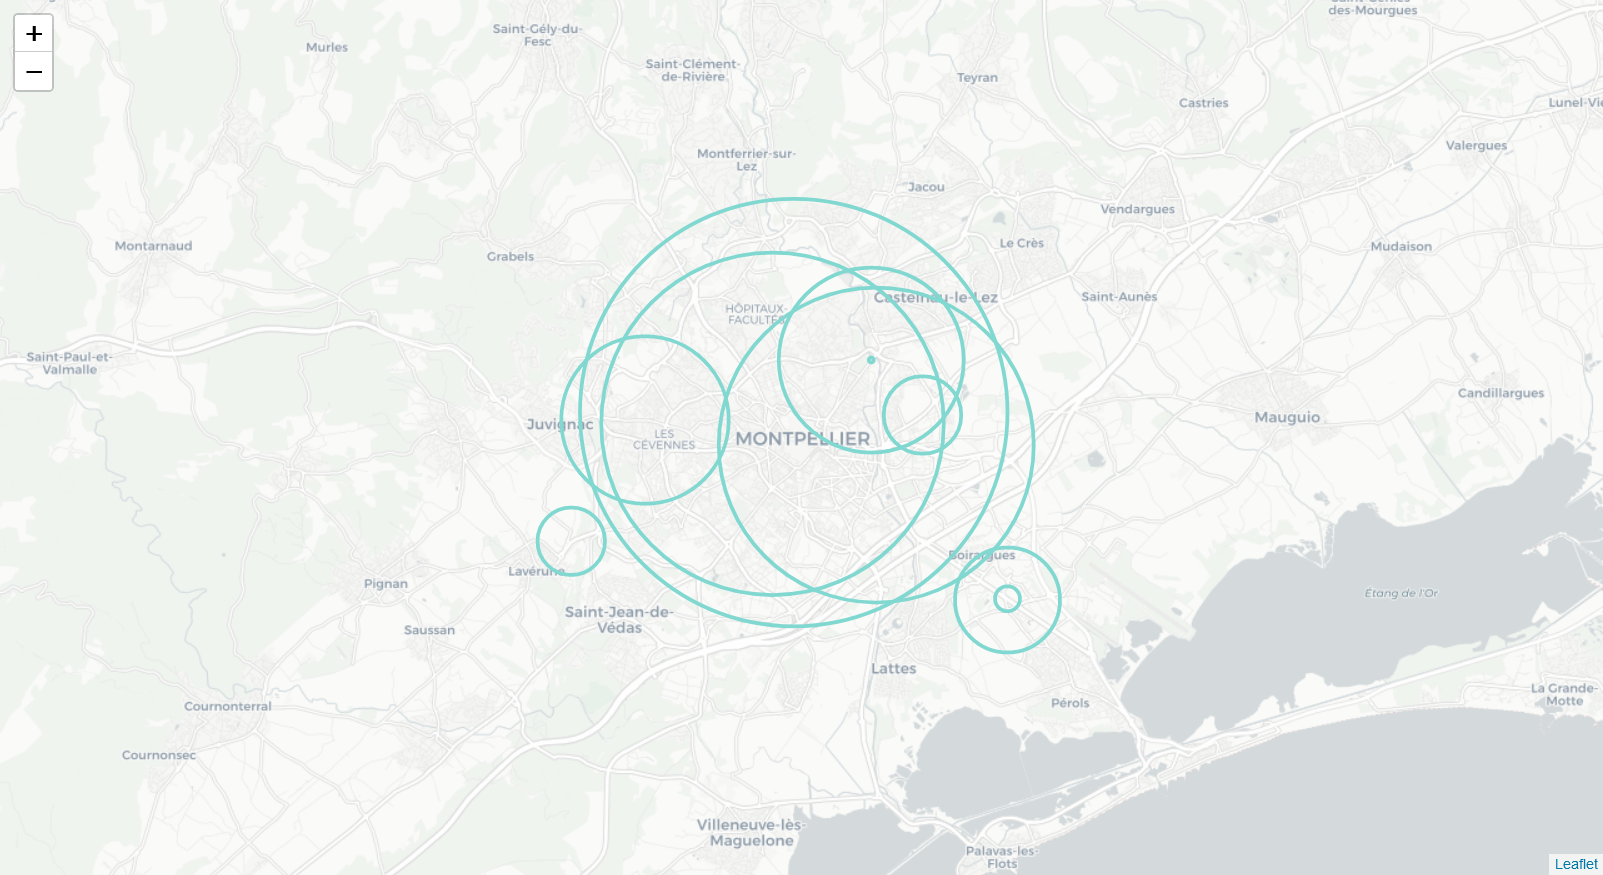 +
−
Saint-Gély-du-
Fesc
Murles
des-Mourgues
Saint-Clément-
de-Rivière
Teyran
Castries
Lunel-Vie
Valergues
Montferrier-sur-
Lez
Jacou
Vendargues
Montarnaud
Grabels
Le Crès
Mudaison
Castelnau-le-Lez
Saint-Aunès
HÔPITAUX-
FACULTÉS
Saint-Paul-et-
Valmalle
Candillargues
Juvignac
LES
CÉVENNES
MONTPELLIER
Mauguio
Boirargues
Lavérune
Pignan
Etang de l'Or
Saint-Jean-de-
Védas
Saussan
Lattes
La Grande-
Motte
Cournonterral
Pérols
Cournonsec
Villeneuve-lès-
Maguelone
Palavas-les-
Flots
Leaflet